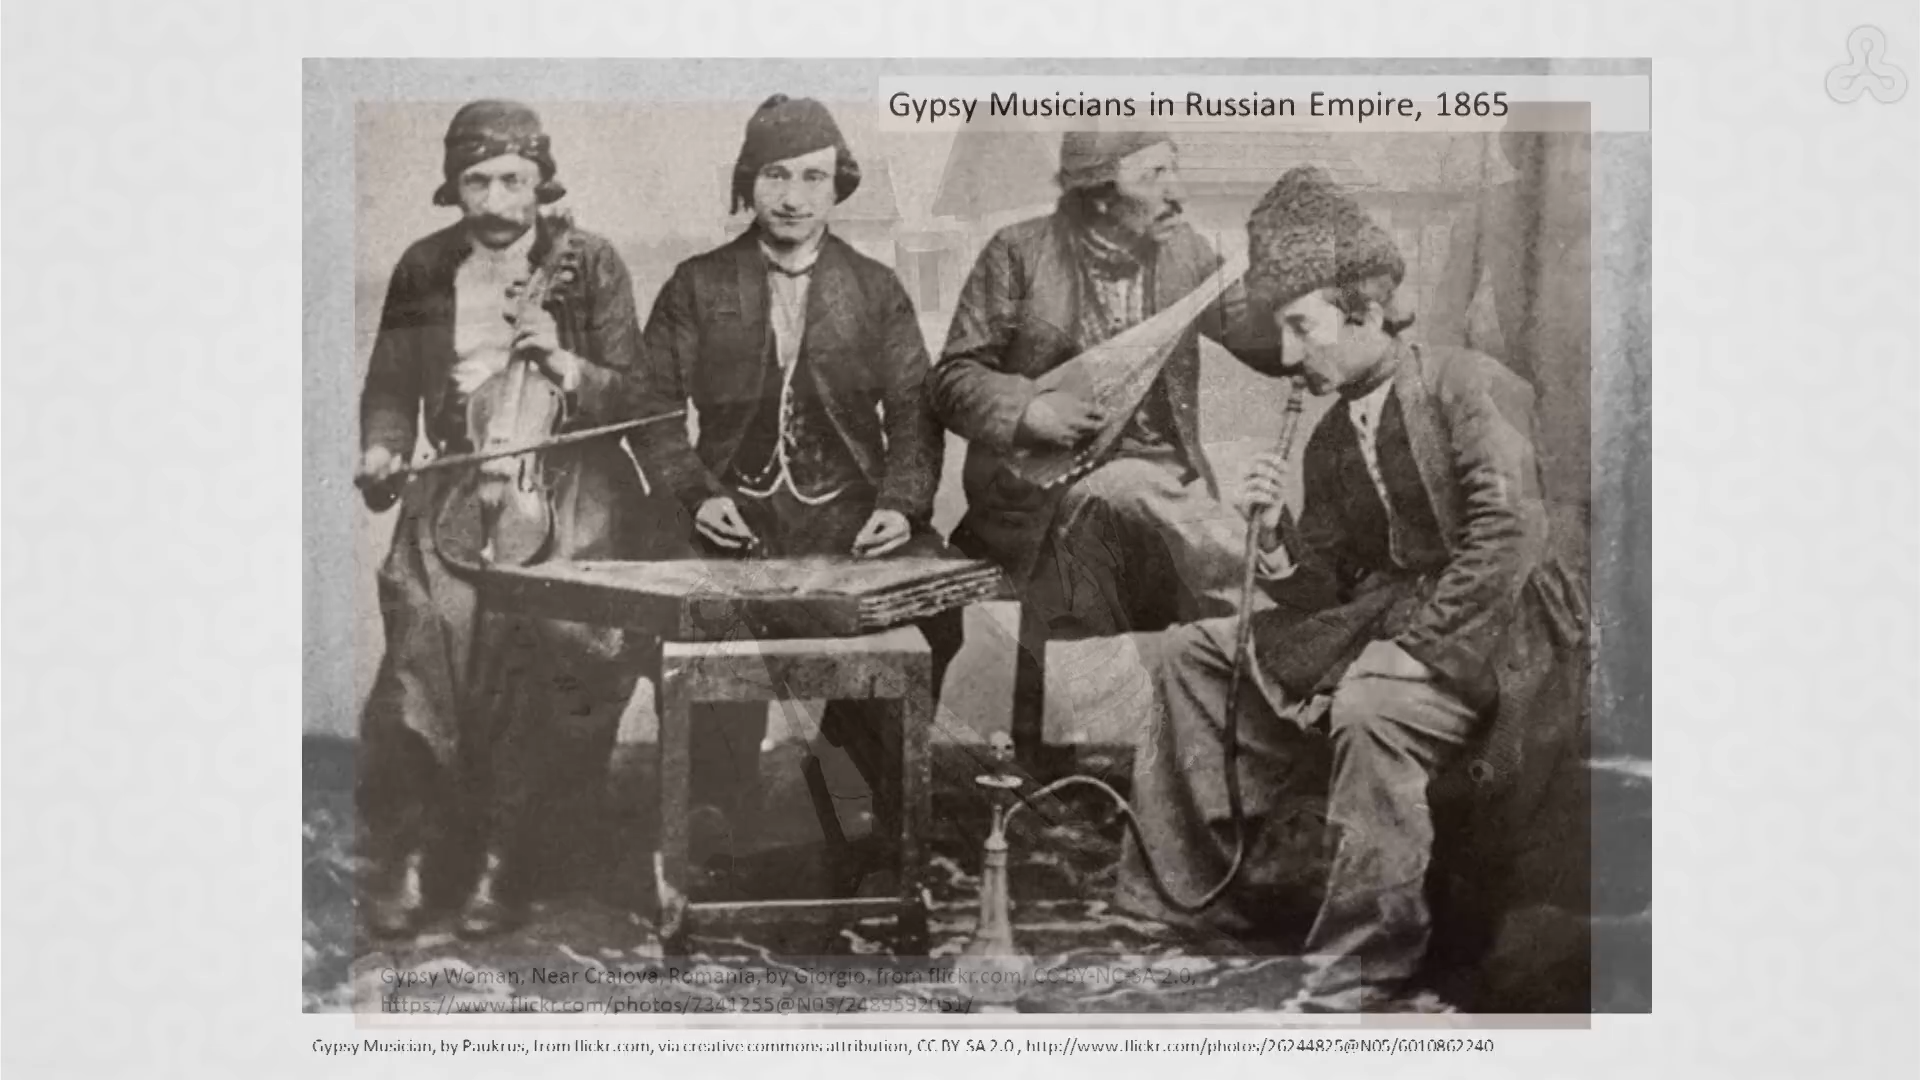 Gypsy Musicians in Russian Empire, 1865
Gypsy Woman, Near Craiova, Romania, by Giorgio, from flickr.com, CC BY-NC-SA 2.0,
https://www.flickr.com/photos/7341255@N05/2489592051/
Gypsy Musician, by Paukrus, from flickr.com, via creative commons attribution, CC BY SA 2.0 , http://www.flickr.com/photos/26244825@N05/6010862240